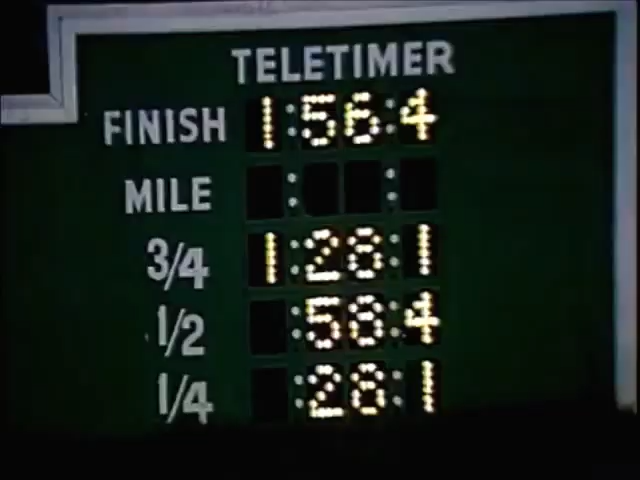 TELETIMER
FINISH 1:56:4
MILE : :
3/4 1:28:1
1/2 :58:4
1/4 :28:1